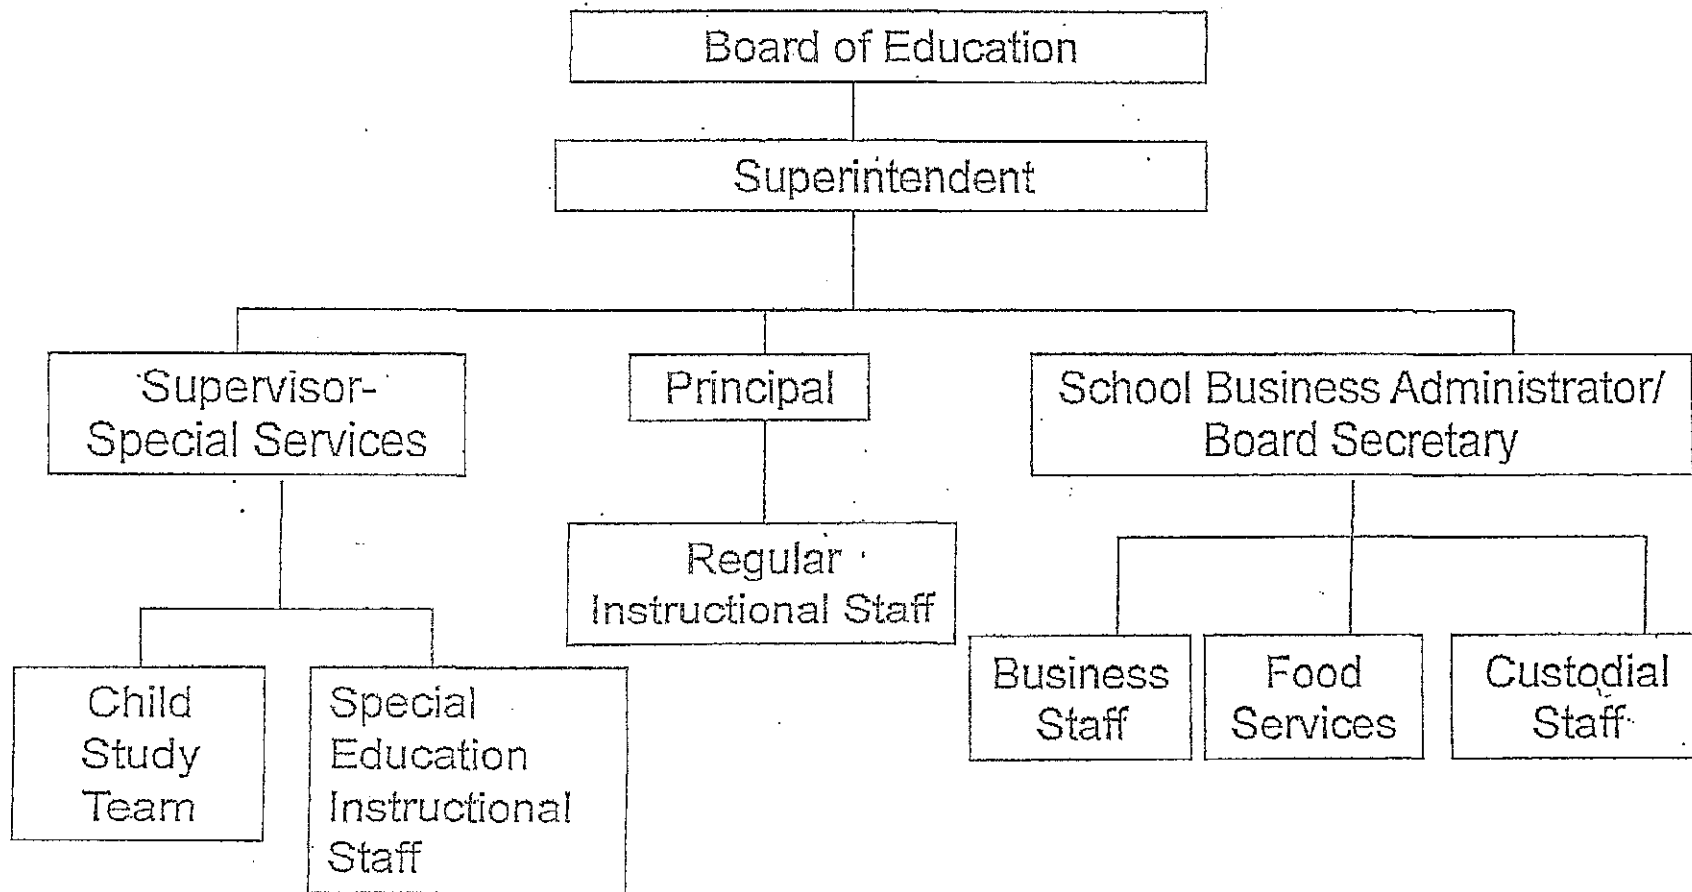 Board of Education
Superintendent
Supervisor-
Special Services
Principal
School Business Administrator/
Board Secretary
Regular
Instructional Staff
Child
Study
Team
Special
Education
Instructional
Staff
Business
Staff
Food
Services
Custodial
Staff